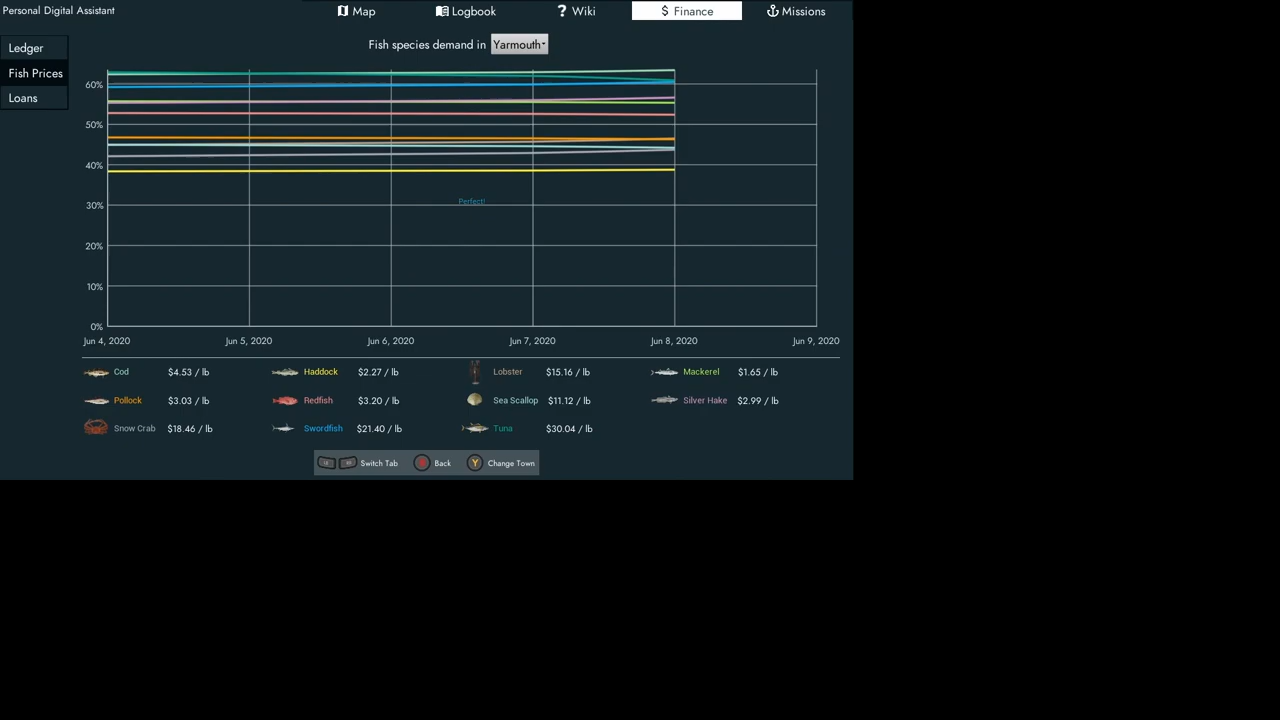 Personal Digital Assistant
Map
Logbook
? Wiki
$ Finance
Missions
Ledger
Fish Prices
Loans
Fish species demand in Yarmouth
60%
50%
40%
30%
20%
10%
0%
Perfect!
Jun 4, 2020 Jun 5, 2020 Jun 6, 2020 Jun 7, 2020 Jun 8, 2020 Jun 9, 2020
Cod $4.53 / lb Haddock $2.27 / lb Lobster $15.16 / lb Mackerel $1.65 / lb
Pollock $3.03 / lb Redfish $3.20 / lb Sea Scallop $11.12 / lb Silver Hake $2.99 / lb
Snow Crab $18.46 / lb Swordfish $21.40 / lb Tuna $30.04 / lb
Switch Tab Back Y Change Town